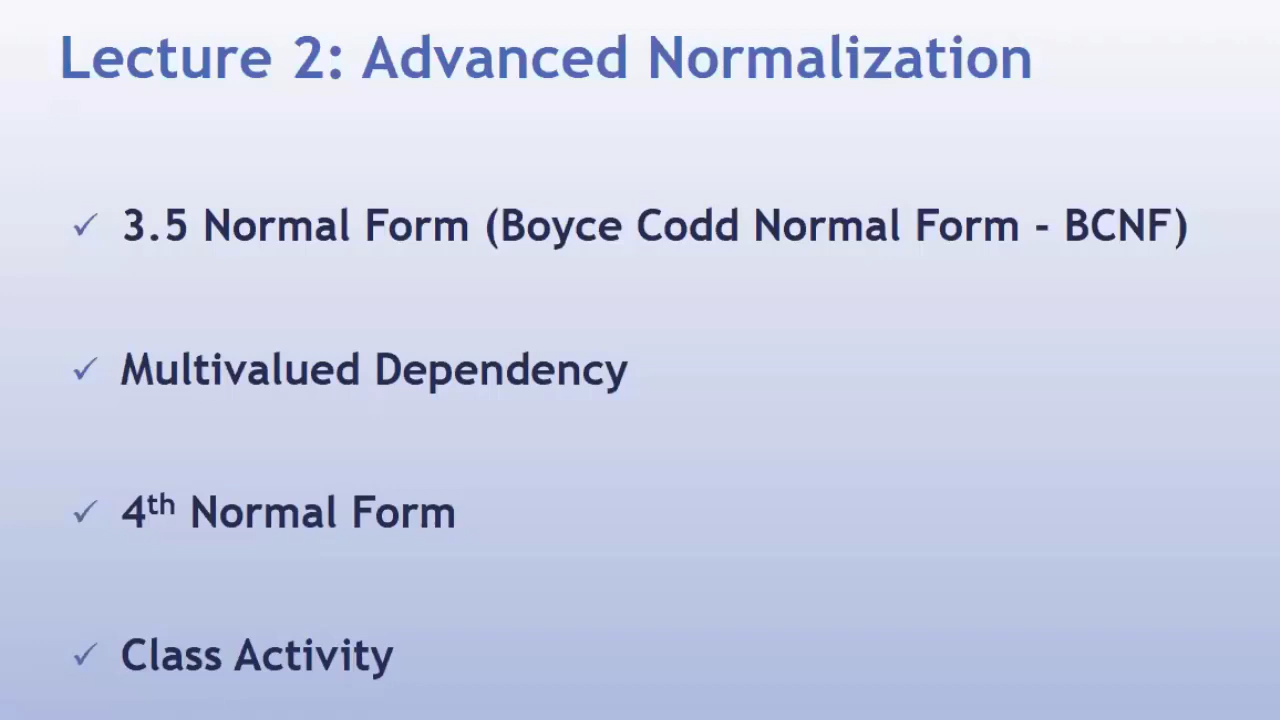 Lecture 2: Advanced Normalization
✓ 3.5 Normal Form (Boyce Codd Normal Form - BCNF)
✓ Multivalued Dependency
✓ 4th Normal Form
✓ Class Activity